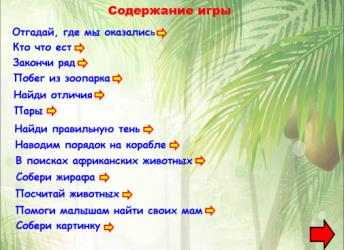 Содержание игры
Отгадай, где мы оказались
Кто что ест
Закончи ряд
Побег из зоопарка
Найди отличия
Пары
Найди правильную тень
Наводим порядок на корабле
В поисках африканских животных
Собери жирафа
Посчитай животных
Помоги малышам найти своих мам
Собери картинку